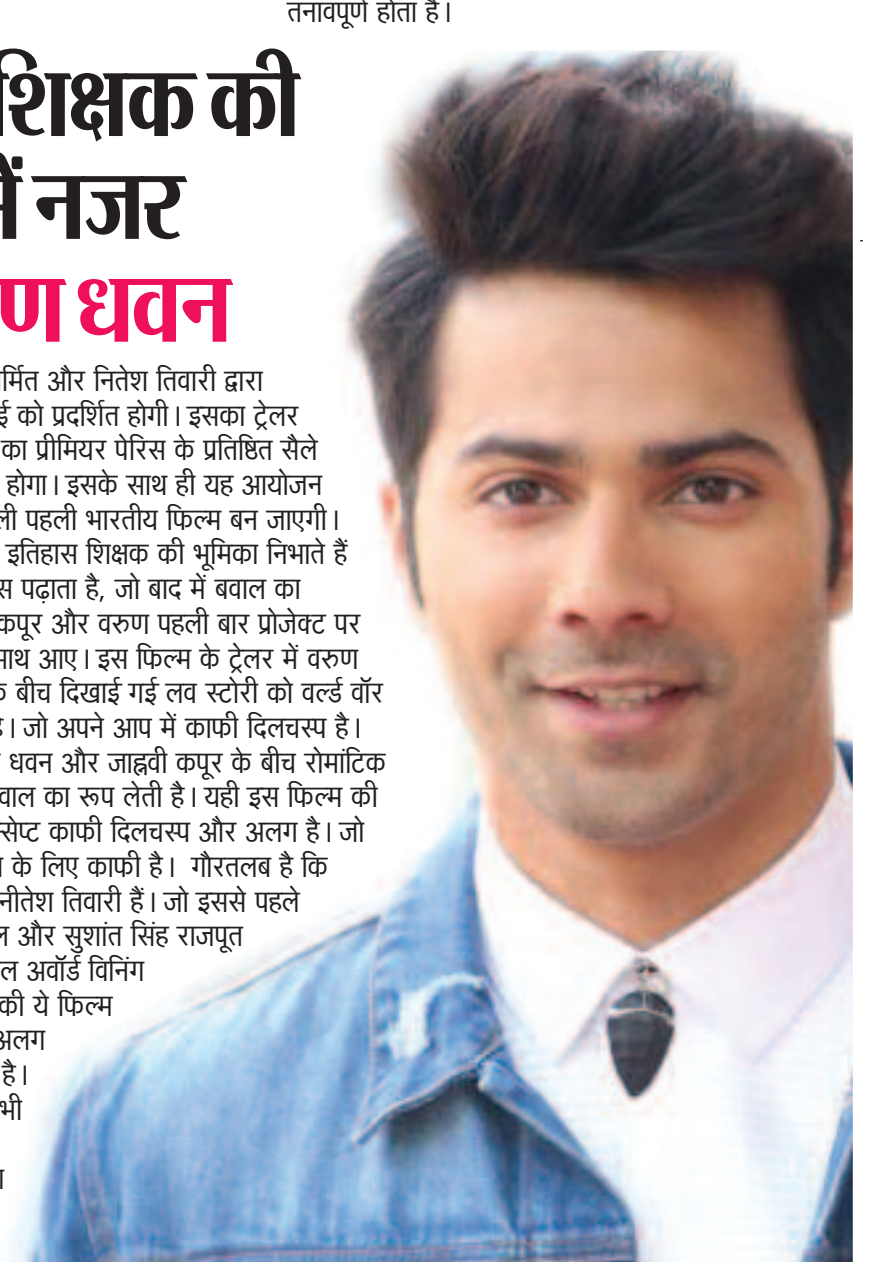 तनावपूर्ण होता है।
शिक्षक की
में नजर
ण धवन
र्मित और नितेश तिवारी द्वारा
ई को प्रदर्शित होगी। इसका ट्रेलर
का प्रीमियर पेरिस के प्रतिष्ठित सैले
होगा। इसके साथ ही यह आयोजन
ली पहली भारतीय फिल्म बन जाएगी।
इतिहास शिक्षक की भूमिका निभाते हैं
स पढ़ाता है, जो बाद में बवाल का
कपूर और वरुण पहली बार प्रोजेक्ट पर
साथ आए। इस फिल्म के ट्रेलर में वरुण
के बीच दिखाई गई लव स्टोरी को वर्ल्ड वॉर
है। जो अपने आप में काफी दिलचस्प है।
धवन और जाह्नवी कपूर के बीच रोमांटिक
वाल का रूप लेती है। यही इस फिल्म की
न्सेप्ट काफी दिलचस्प और अलग है। जो
के लिए काफी है। गौरतलब है कि
नीतेश तिवारी हैं। जो इससे पहले
ल और सुशांत सिंह राजपूत
ल अवॉर्ड विनिंग
की ये फिल्म
अलग
है।
भी